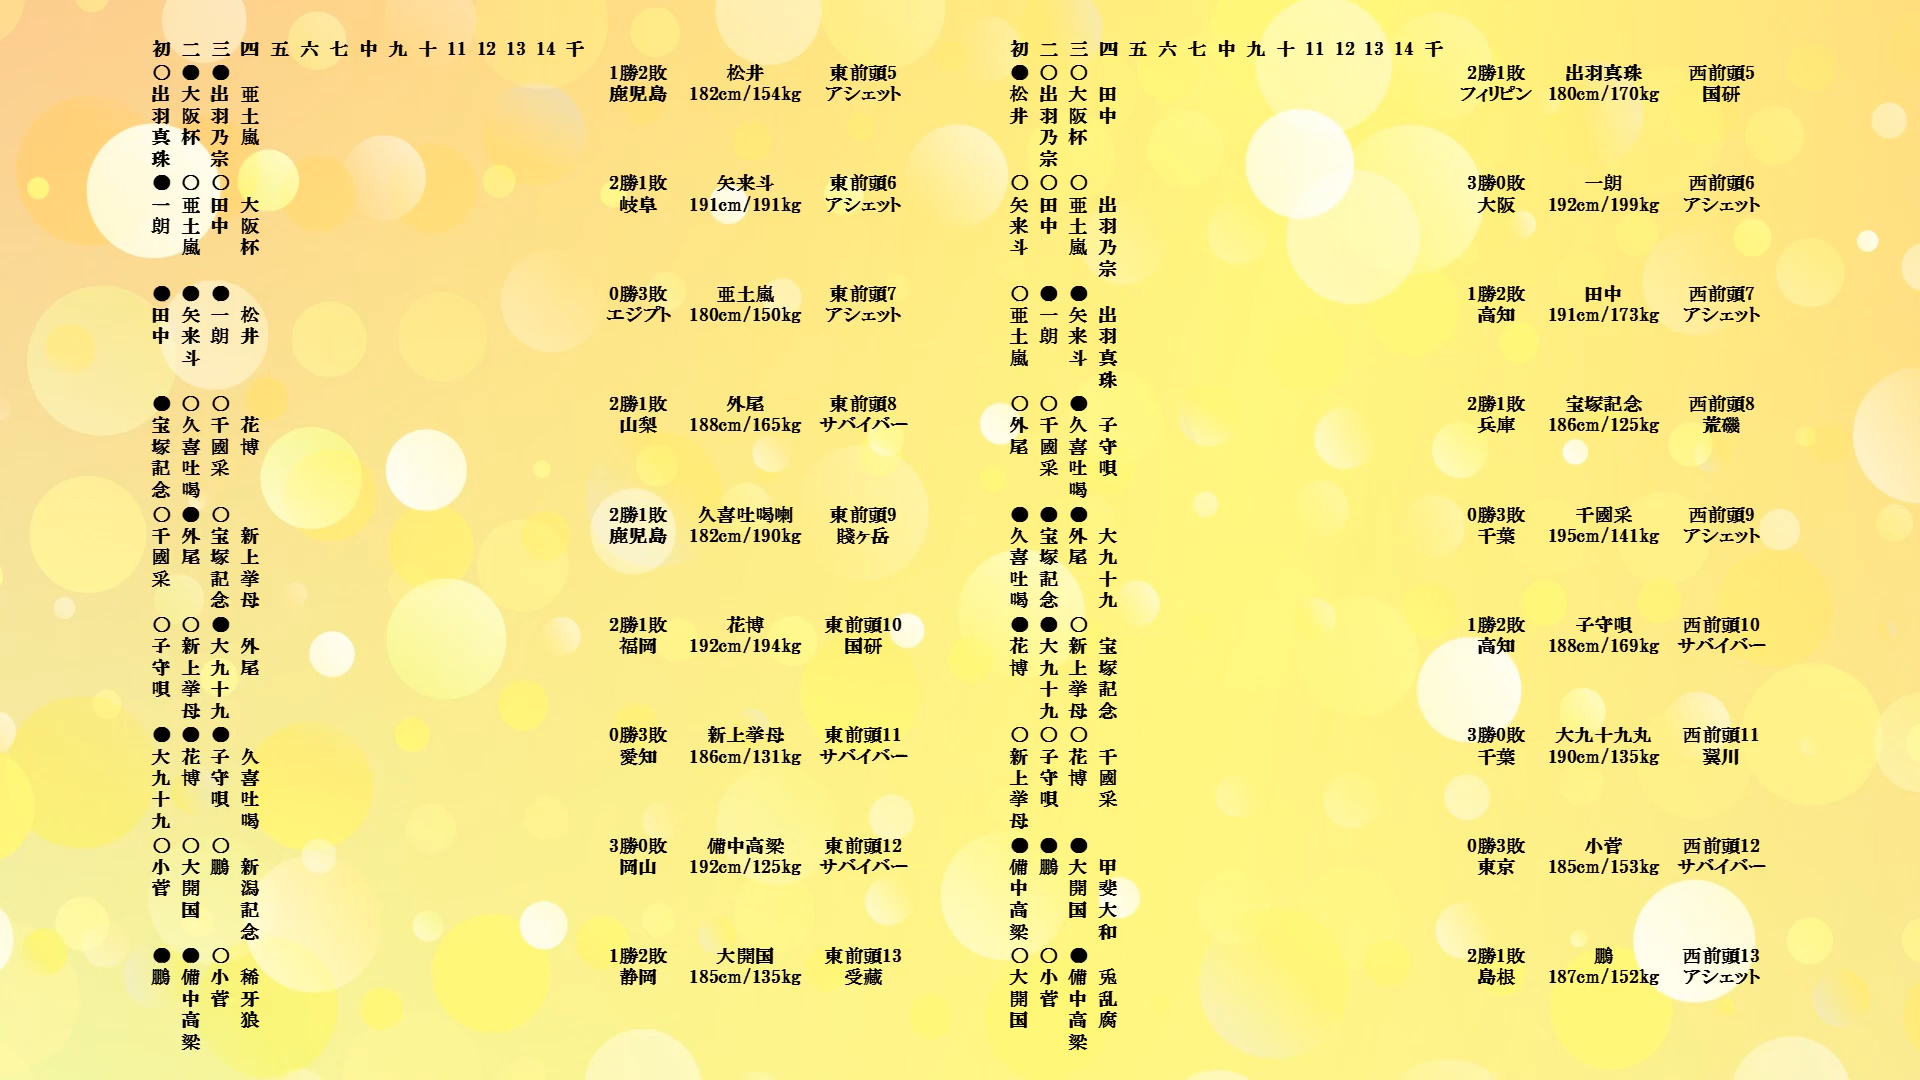 初 二 三 四 五 六 七 中 九 十 11 12 13 14 千
○出羽真珠
●大阪杯
●出羽乃宗
亜土嵐
1勝2敗 松井 東前頭5
鹿児島 182cm/154kg アシェット
●一朗
○亜土嵐
○田中
大阪杯
2勝1敗 矢来斗 東前頭6
岐阜 191cm/191kg アシェット
●田中
●矢来斗
●一朗
松井
0勝3敗 亜土嵐 東前頭7
エジプト 180cm/150kg アシェット
●宝塚記念
○久喜吐喝
○千國采
花博
2勝1敗 外尾 東前頭8
山梨 188cm/165kg サバイバー
○千國采
●外尾
○宝塚記念
新上挙母
2勝1敗 久喜吐喝喇 東前頭9
鹿児島 182cm/190kg 賤ヶ岳
○子守唄
○新上挙母
●大九十九
外尾
2勝1敗 花博 東前頭10
福岡 192cm/194kg 国研
●大九十九
●花博
●子守唄
久喜吐喝
0勝3敗 新上挙母 東前頭11
愛知 186cm/131kg サバイバー
○小菅
○大開国
○鵬
新潟記念
3勝0敗 備中高梁 東前頭12
岡山 192cm/125kg サバイバー
●鵬
●備中高梁
○小菅
稀牙狼
1勝2敗 大開国 東前頭13
静岡 185cm/135kg 受蔵
初 二 三 四 五 六 七 中 九 十 11 12 13 14 千
●松井
○出羽乃宗
○大阪杯
田中
2勝1敗 出羽真珠 西前頭5
フィリピン 180cm/170kg 国研
○矢来斗
○田中
○亜土嵐
出羽乃宗
3勝0敗 一朗 西前頭6
大阪 192cm/199kg アシェット
○亜土嵐
●一朗
●矢来斗
出羽真珠
1勝2敗 田中 西前頭7
高知 191cm/173kg アシェット
○外尾
○千國采
●久喜吐喝
子守唄
2勝1敗 宝塚記念 西前頭8
兵庫 186cm/125kg 荒磯
●久喜吐喝
●宝塚記念
●外尾
大九十九
0勝3敗 千國采 西前頭9
千葉 195cm/141kg アシェット
●花博
●大九十九
○新上挙母
宝塚記念
1勝2敗 子守唄 西前頭10
高知 188cm/169kg サバイバー
○新上挙母
○子守唄
○花博
千國采
3勝0敗 大九十九丸 西前頭11
千葉 190cm/135kg 翼川
●備中高梁
●鵬
●大開国
甲斐大和
0勝3敗 小菅 西前頭12
東京 185cm/153kg サバイバー
○大開国
○小菅
●備中高梁
兎乱腐
2勝1敗 鵬 西前頭13
島根 187cm/152kg アシェット